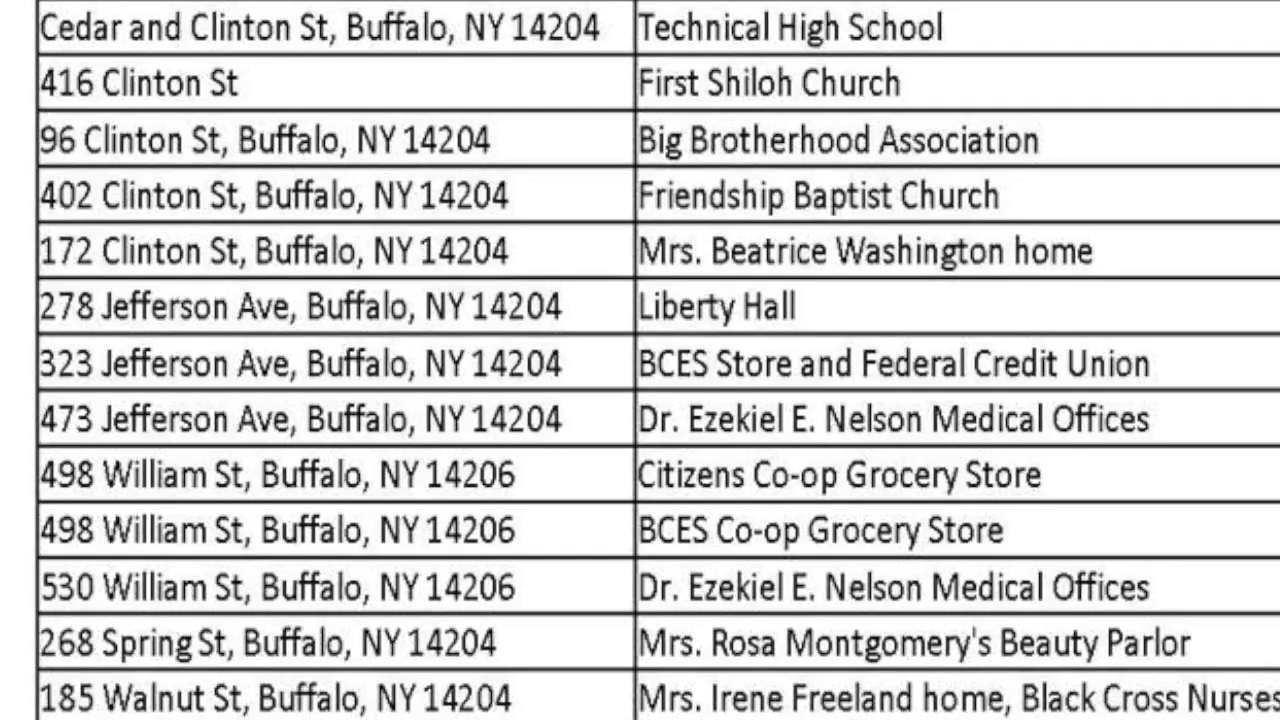 Cedar and Clinton St, Buffalo, NY 14204 Technical High School
416 Clinton St First Shiloh Church
96 Clinton St, Buffalo, NY 14204 Big Brotherhood Association
402 Clinton St, Buffalo, NY 14204 Friendship Baptist Church
172 Clinton St, Buffalo, NY 14204 Mrs. Beatrice Washington home
278 Jefferson Ave, Buffalo, NY 14204 Liberty Hall
323 Jefferson Ave, Buffalo, NY 14204 BCES Store and Federal Credit Union
473 Jefferson Ave, Buffalo, NY 14204 Dr. Ezekiel E. Nelson Medical Offices
498 William St, Buffalo, NY 14206 Citizens Co-op Grocery Store
498 William St, Buffalo, NY 14206 BCES Co-op Grocery Store
530 William St, Buffalo, NY 14206 Dr. Ezekiel E. Nelson Medical Offices
268 Spring St, Buffalo, NY 14204 Mrs. Rosa Montgomery's Beauty Parlor
185 Walnut St, Buffalo, NY 14204 Mrs. Irene Freeland home, Black Cross Nurses